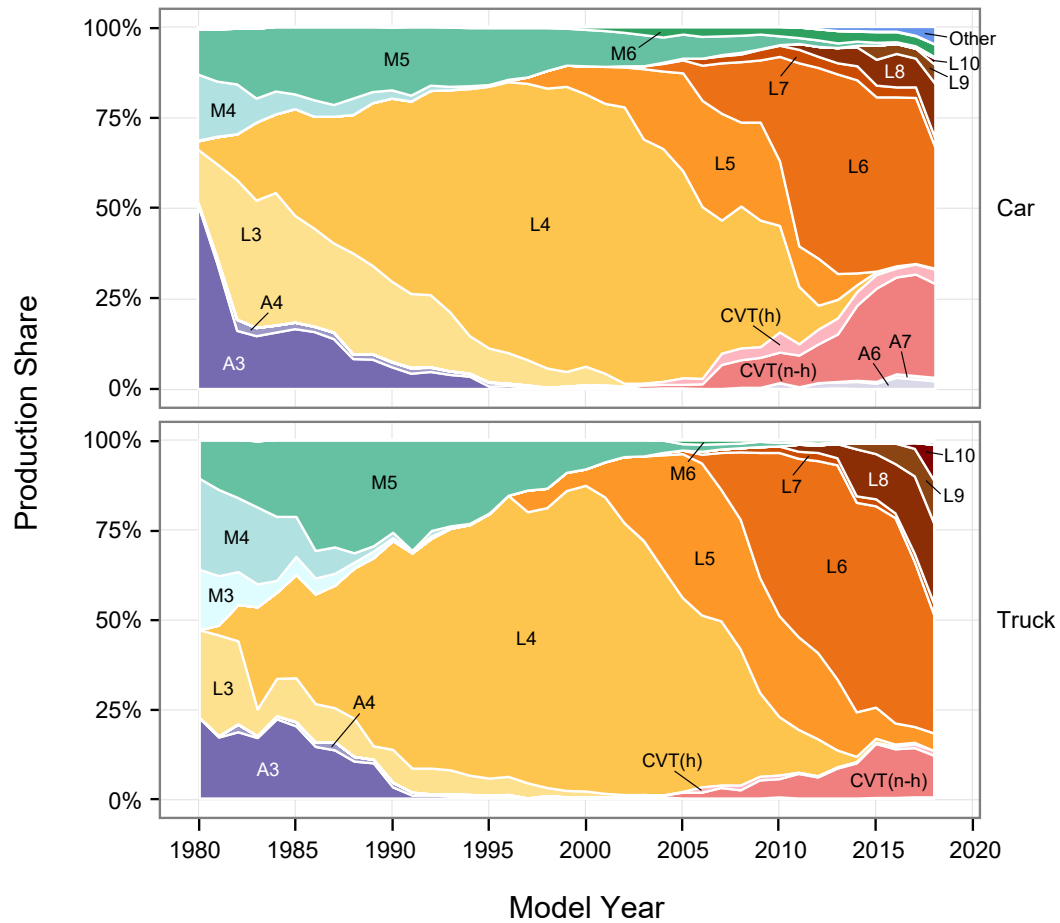 100%
75%
50%
25%
0%
M5
M6
Other
L10
L9
L8
L7
M4
L5
L6
L3
L4
A4
CVT(h)
A7
A6
A3
CVT(n-h)
Car
100%
75%
50%
25%
0%
M5
M6
L10
L7
L8
L9
M4
L5
L6
M3
L4
L3
A4
CVT(h)
A3
CVT(n-h)
Truck
1980 1985 1990 1995 2000 2005 2010 2015 2020
Model Year
Production Share